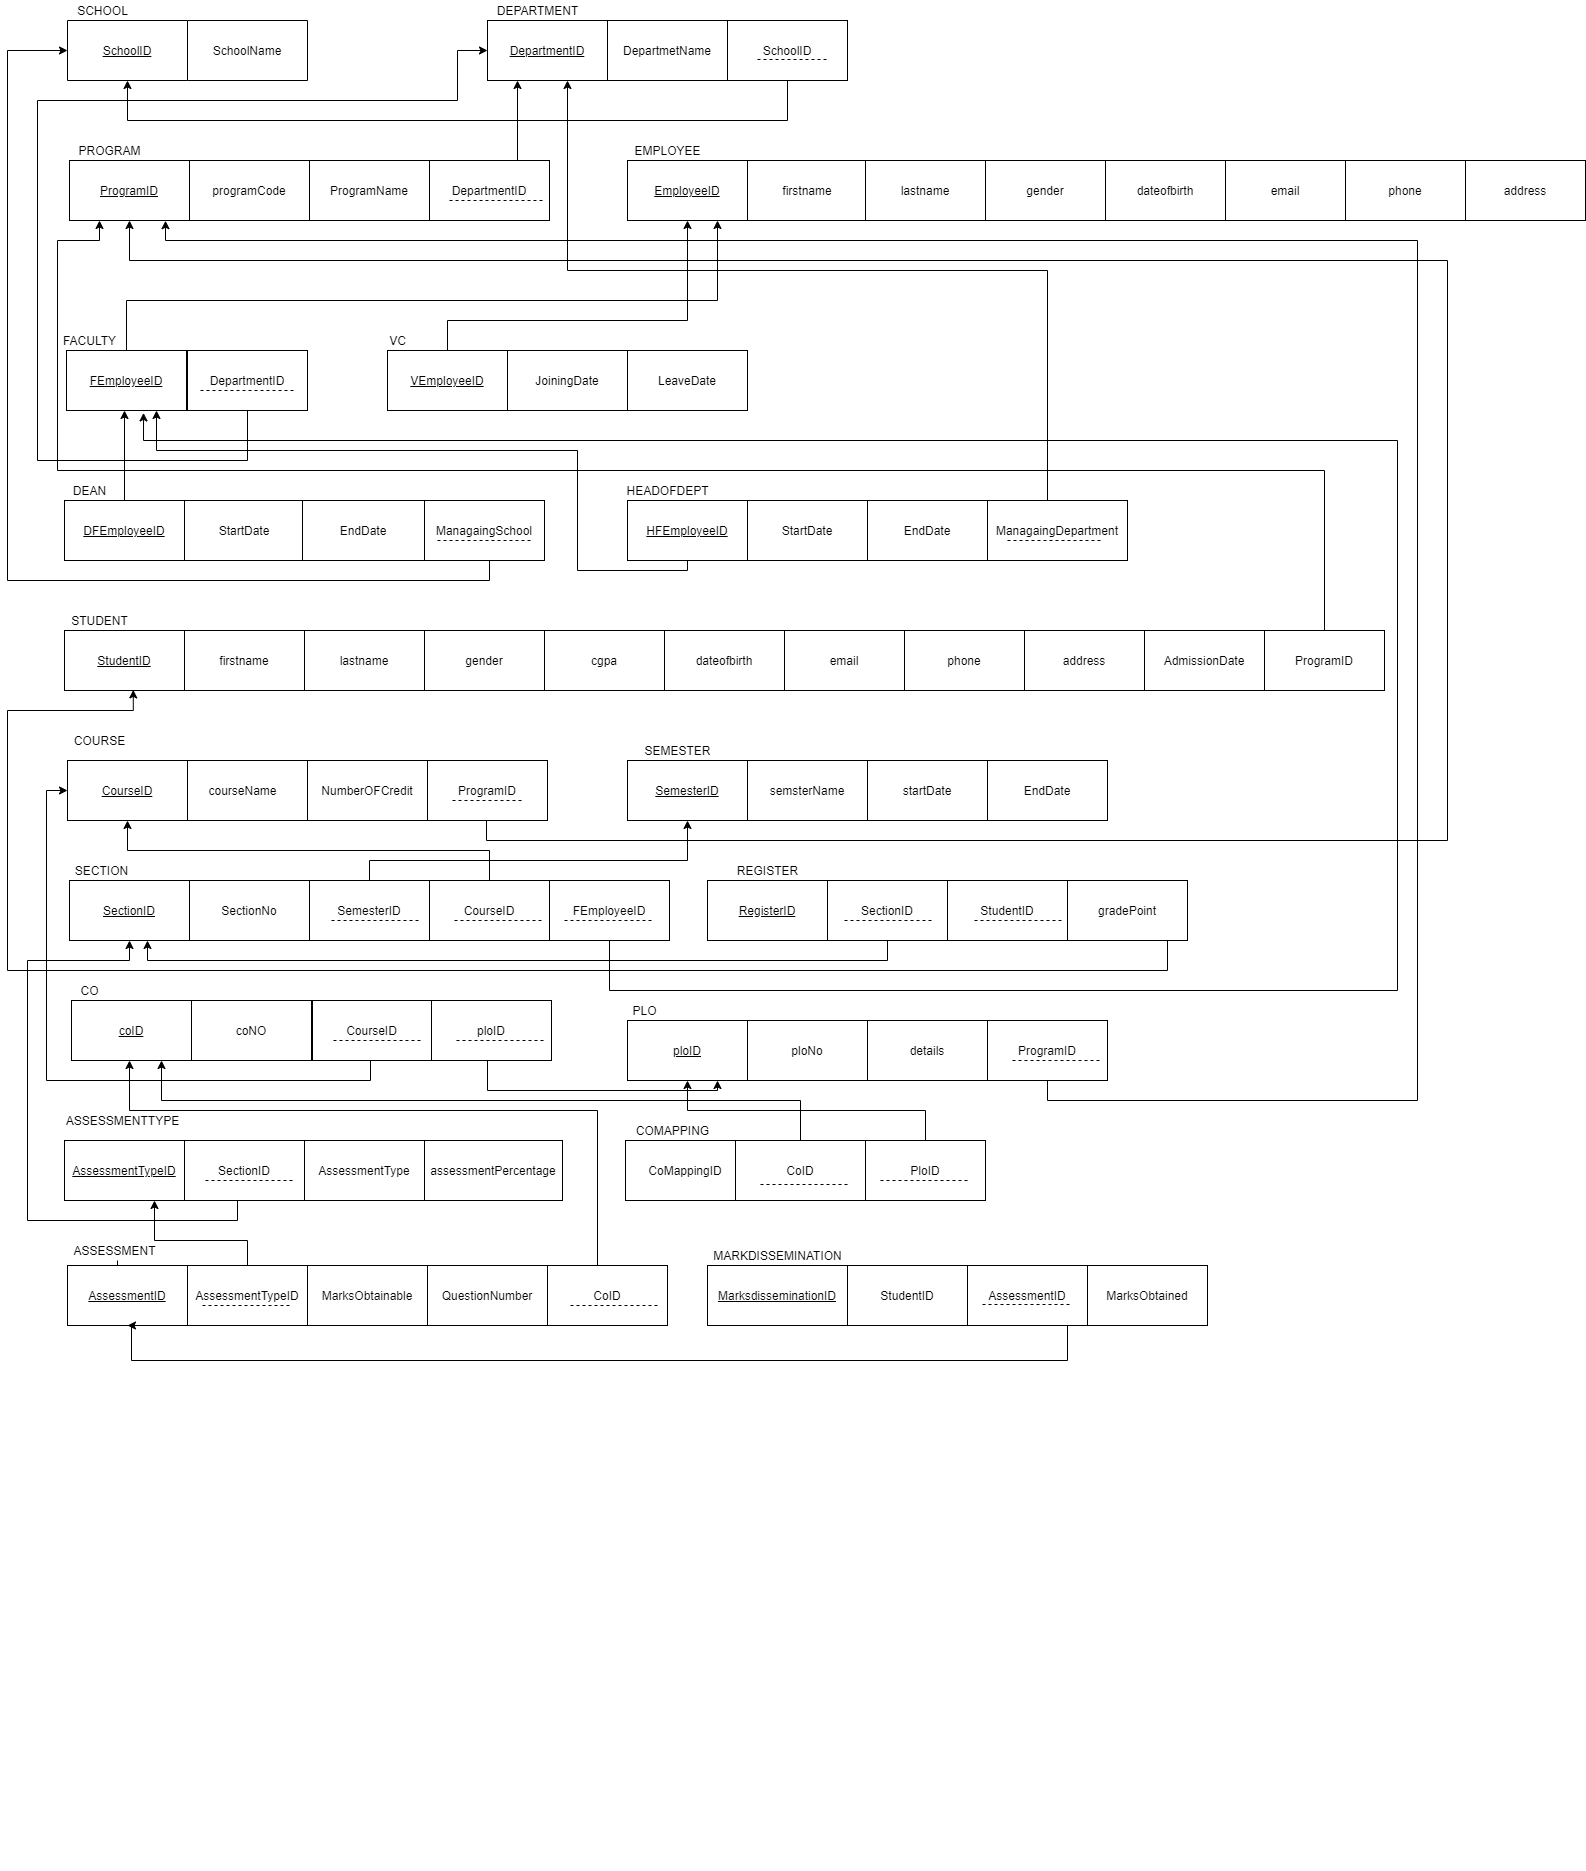 SCHOOL
DEPARTMENT
SchoolID SchoolName
DepartmentID DepartmetName SchoolID
PROGRAM
EMPLOYEE
ProgramID programCode ProgramName DepartmentID
EmployeeID firstname lastname gender dateofbirth email phone address
FACULTY
VC
FEmployeeID DepartmentID
VEmployeeID JoiningDate LeaveDate
DEAN
HEADOFDEPT
DFEmployeeID StartDate EndDate ManagaingSchool
HFEmployeeID StartDate EndDate ManagaingDepartment
STUDENT
StudentID firstname lastname gender cgpa dateofbirth email phone address AdmissionDate ProgramID
COURSE
SEMESTER
CourseID courseName NumberOFCredit ProgramID
SemesterID semsterName startDate EndDate
SECTION
REGISTER
SectionID SectionNo SemesterID CourseID FEmployeeID
RegisterID SectionID StudentID gradePoint
CO
PLO
coID coNO CourseID ploID
ploID ploNo details ProgramID
ASSESSMENTTYPE
COMAPPING
AssessmentTypeID SectionID AssessmentType assessmentPercentage
CoMappingID CoID PloID
ASSESSMENT
MARKDISSEMINATION
AssessmentID AssessmentTypeID MarksObtainable QuestionNumber CoID
MarksdisseminationID StudentID AssessmentID MarksObtained